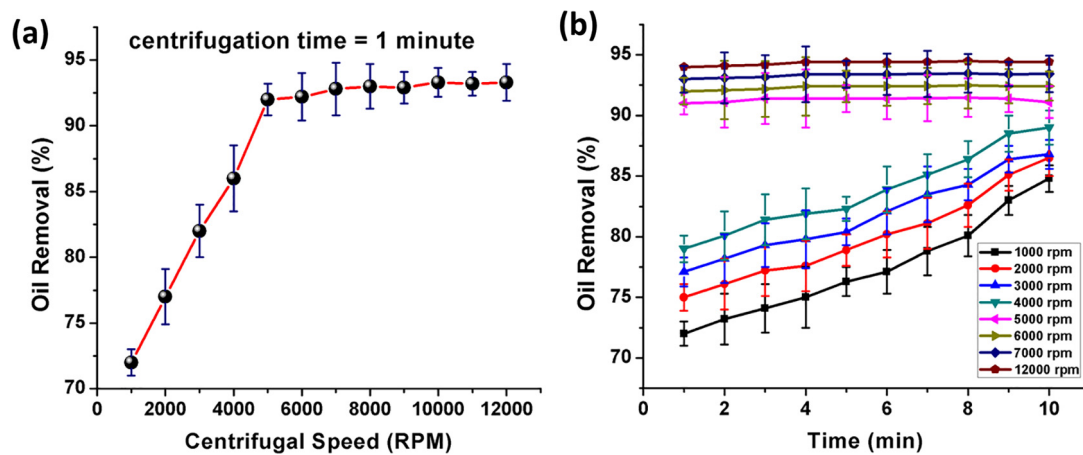 (a)
centrifugation time = 1 minute
Oil Removal (%)
95
90
85
80
75
70
0
2000
4000
6000
8000
10000
12000
Centrifugal Speed (RPM)
(b)
Oil Removal (%)
95
90
85
80
75
70
0
2
4
6
8
10
Time (min)
1000 rpm
2000 rpm
3000 rpm
4000 rpm
5000 rpm
6000 rpm
7000 rpm
12000 rpm